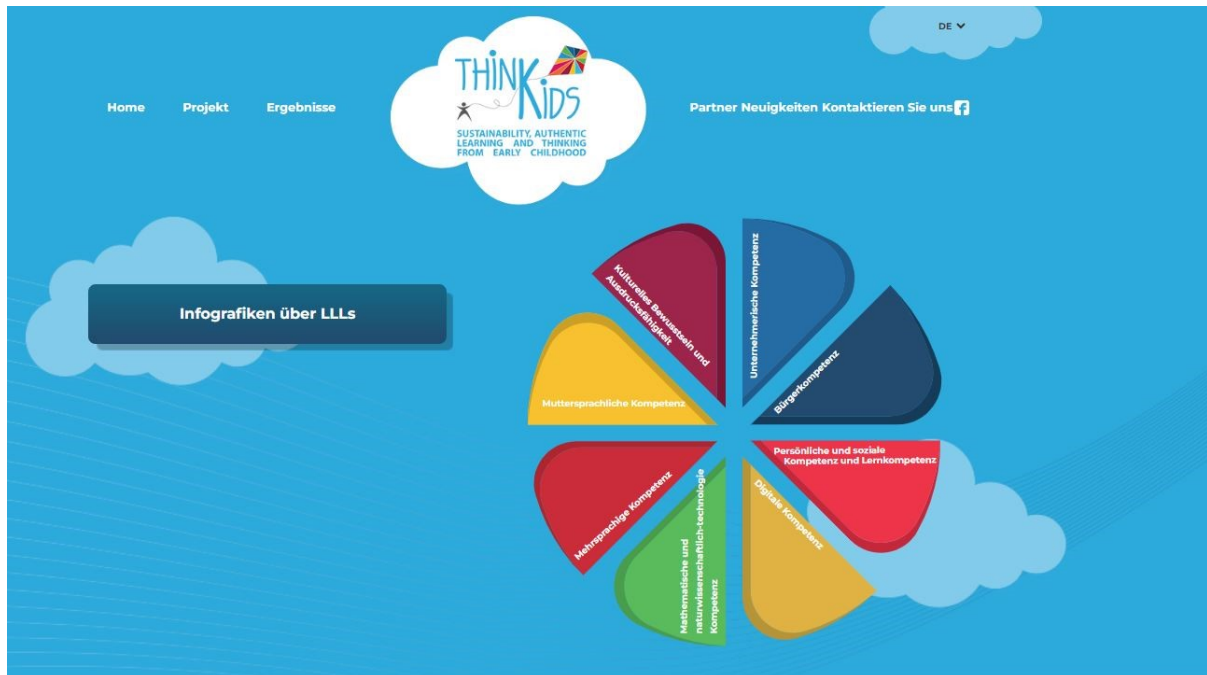 DE
Home
Projekt
Ergebnisse
THINK
KIDS
SUSTAINABILITY, AUTHENTIC
LEARNING AND THINKING
FROM EARLY CHILDHOOD
Partner Neuigkeiten Kontaktieren Sie uns
Infografiken über LLLs
Kulturelles Bewusstsein und
Ausdrucksfähigkeit
Unternehmerische Kompetenz
Bürgerkompetenz
Muttersprachliche Kompetenz
Persönliche und soziale
Kompetenz und Lernkompetenz
Mehrsprachige Kompetenz
Mathematische und
naturwissenschaftlich-technologie
Kompetenz
Digitale Kompetenz